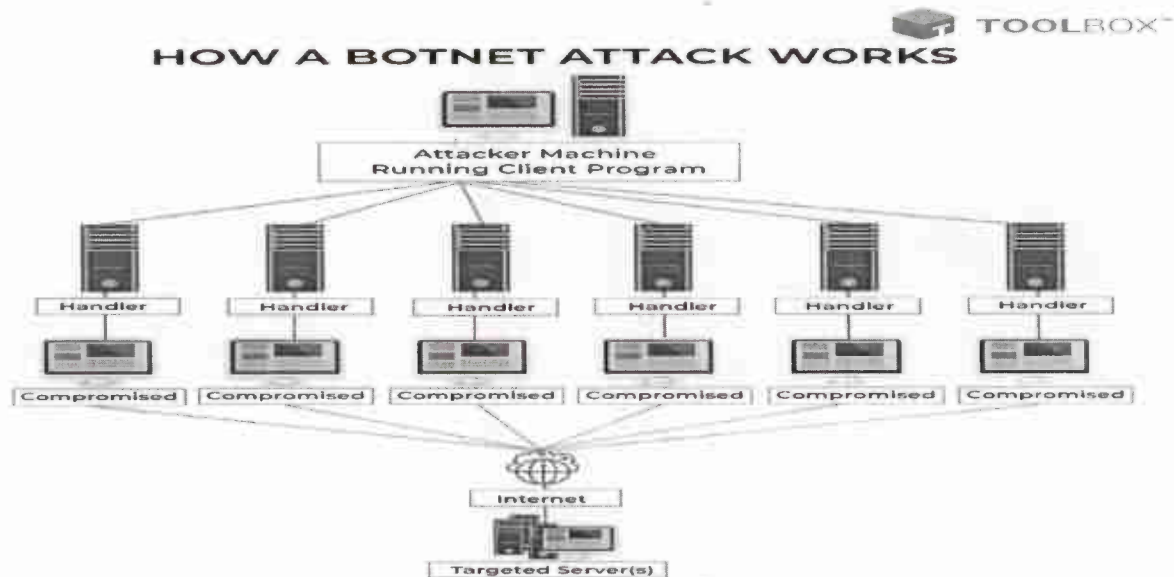 TOOLBOX
HOW A BOTNET ATTACK WORKS
Attacker Machine
Running Client Program
Handler Handler Handler Handler Handler Handler
Compromised Compromised Compromised Compromised Compromised Compromised
Internet
Targeted Server(s)